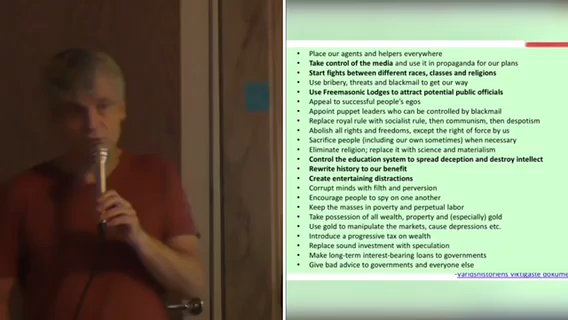 Place our agents and helpers everywhere
Take control of the media and use it in propaganda for our plans
Start fights between different races, classes and religions
Use bribery, threats and blackmail to get our way
Use Freemasonic Lodges to attract potential public officials
Appeal to successful people's egos
Appoint puppet leaders who can be controlled by blackmail
Replace royal rule with socialist rule, then communism, then despotism
Abolish all rights and freedoms, except the right of force by us
Sacrifice people (including our own sometimes) when necessary
Eliminate religion; replace it with science and materialism
Control the education system to spread deception and destroy intellect
Rewrite history to our benefit
Create entertaining distractions
Corrupt minds with filth and perversion
Encourage people to spy on one another
Keep the masses in poverty and perpetual labor
Take possession of all wealth, property and (especially) gold
Use gold to manipulate the markets, cause depressions etc.
Introduce a progressive tax on wealth
Replace sound investment with speculation
Make long-term interest-bearing loans to governments
Give bad advice to governments and everyone else
-Världshistoriens viktigaste dokume